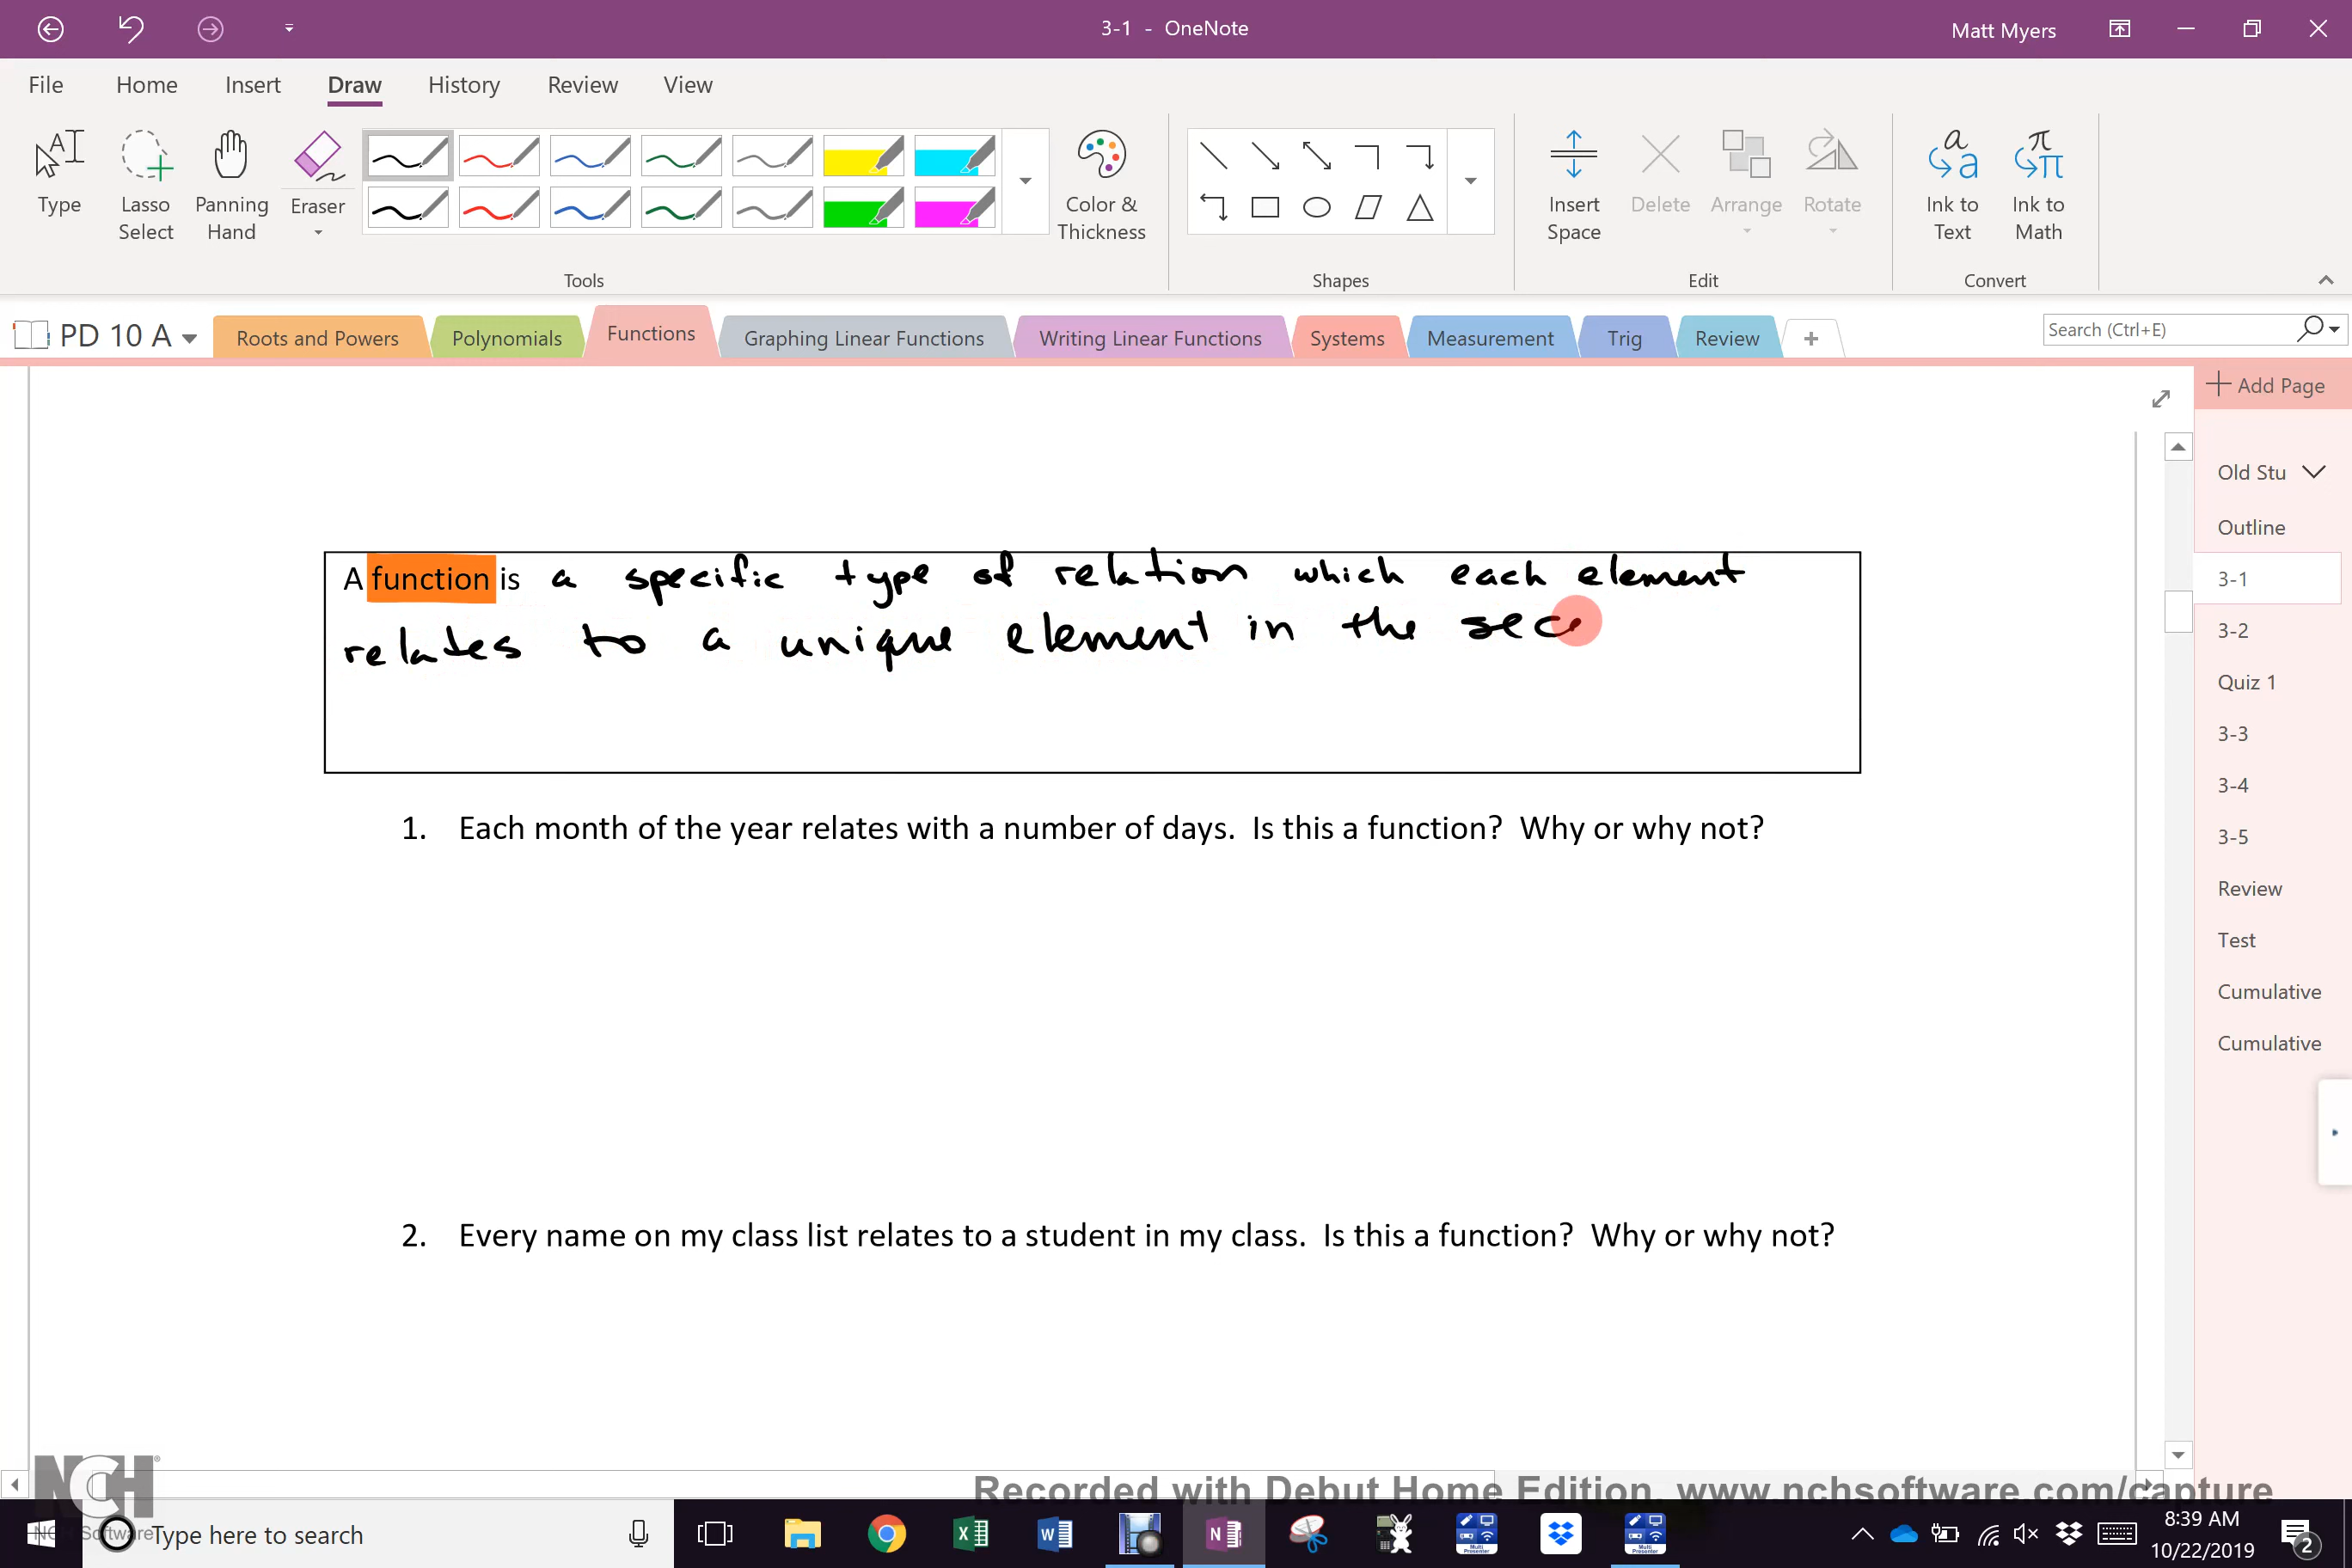 3-1 - OneNote
Matt Myers
File Home Insert Draw History Review View
Type
Lasso Select
Panning Hand
Eraser
Color & Thickness
Insert Space
Delete
Arrange
Rotate
Ink to Text
Ink to Math
Tools
Shapes
Edit
Convert
PD 10 A
Roots and Powers
Polynomials
Functions
Graphing Linear Functions
Writing Linear Functions
Systems
Measurement
Trig
Review
Search (Ctrl+E)
Add Page
Old Stu
Outline
3-1
3-2
Quiz 1
3-3
3-4
3-5
Review
Test
Cumulative
Cumulative
A function is a specific type of relation which each element
relates to a unique element in the sec
1. Each month of the year relates with a number of days. Is this a function? Why or why not?
2. Every name on my class list relates to a student in my class. Is this a function? Why or why not?
NCH
Recorded with Debut Home Edition. www.nchsoftware.com/capture
NCH Software
Type here to search
8:39 AM
10/22/2019
2